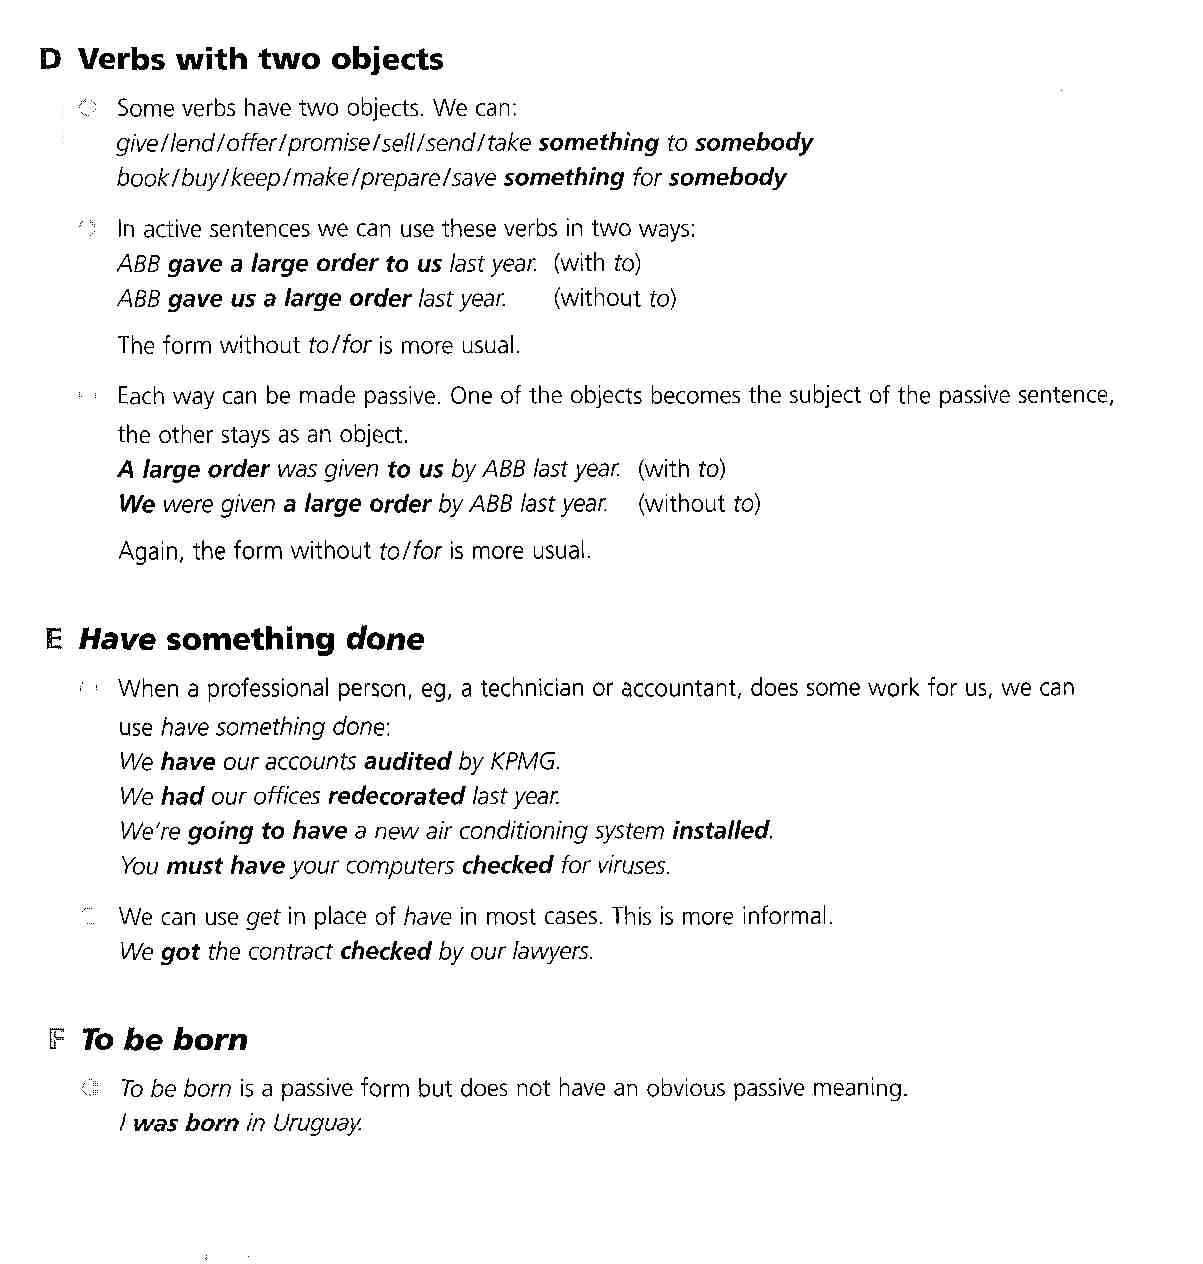 D Verbs with two objects
Some verbs have two objects. We can:
give/lend/offer/promise/sell/send/take something to somebody
book/buy/keep/make/prepare/save something for somebody
In active sentences we can use these verbs in two ways:
ABB gave a large order to us last year. (with to)
ABB gave us a large order last year. (without to)
The form without to/for is more usual.
Each way can be made passive. One of the objects becomes the subject of the passive sentence,
the other stays as an object.
A large order was given to us by ABB last year. (with to)
We were given a large order by ABB last year. (without to)
Again, the form without to/for is more usual.
E Have something done
When a professional person, eg, a technician or accountant, does some work for us, we can
use have something done:
We have our accounts audited by KPMG.
We had our offices redecorated last year.
We're going to have a new air conditioning system installed.
You must have your computers checked for viruses.
We can use get in place of have in most cases. This is more informal.
We got the contract checked by our lawyers.
F To be born
To be born is a passive form but does not have an obvious passive meaning.
I was born in Uruguay.